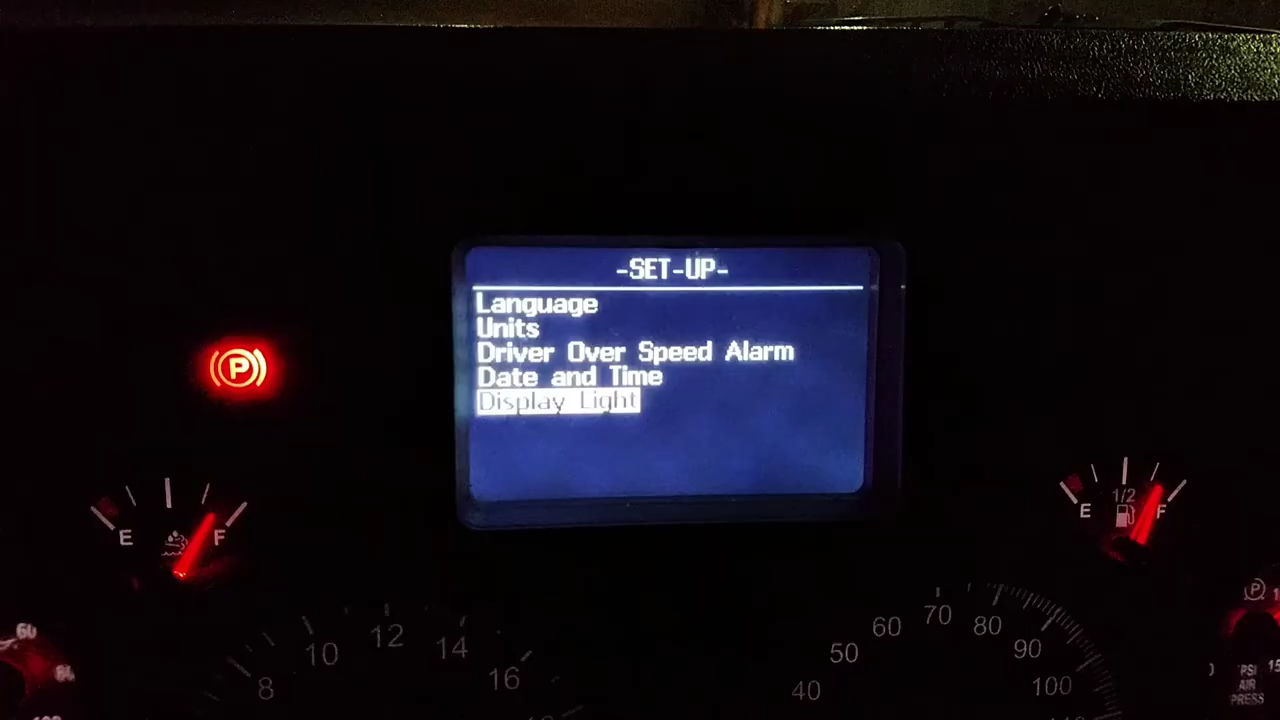 -SET-UP-
Language
Units
Driver Over Speed Alarm
Date and Time
Display Light
P
E F
E 1/2 F
P
60
80
8 10 12 14 16
40 50 60 70 80 90 100
PSI
AIR
PRESS